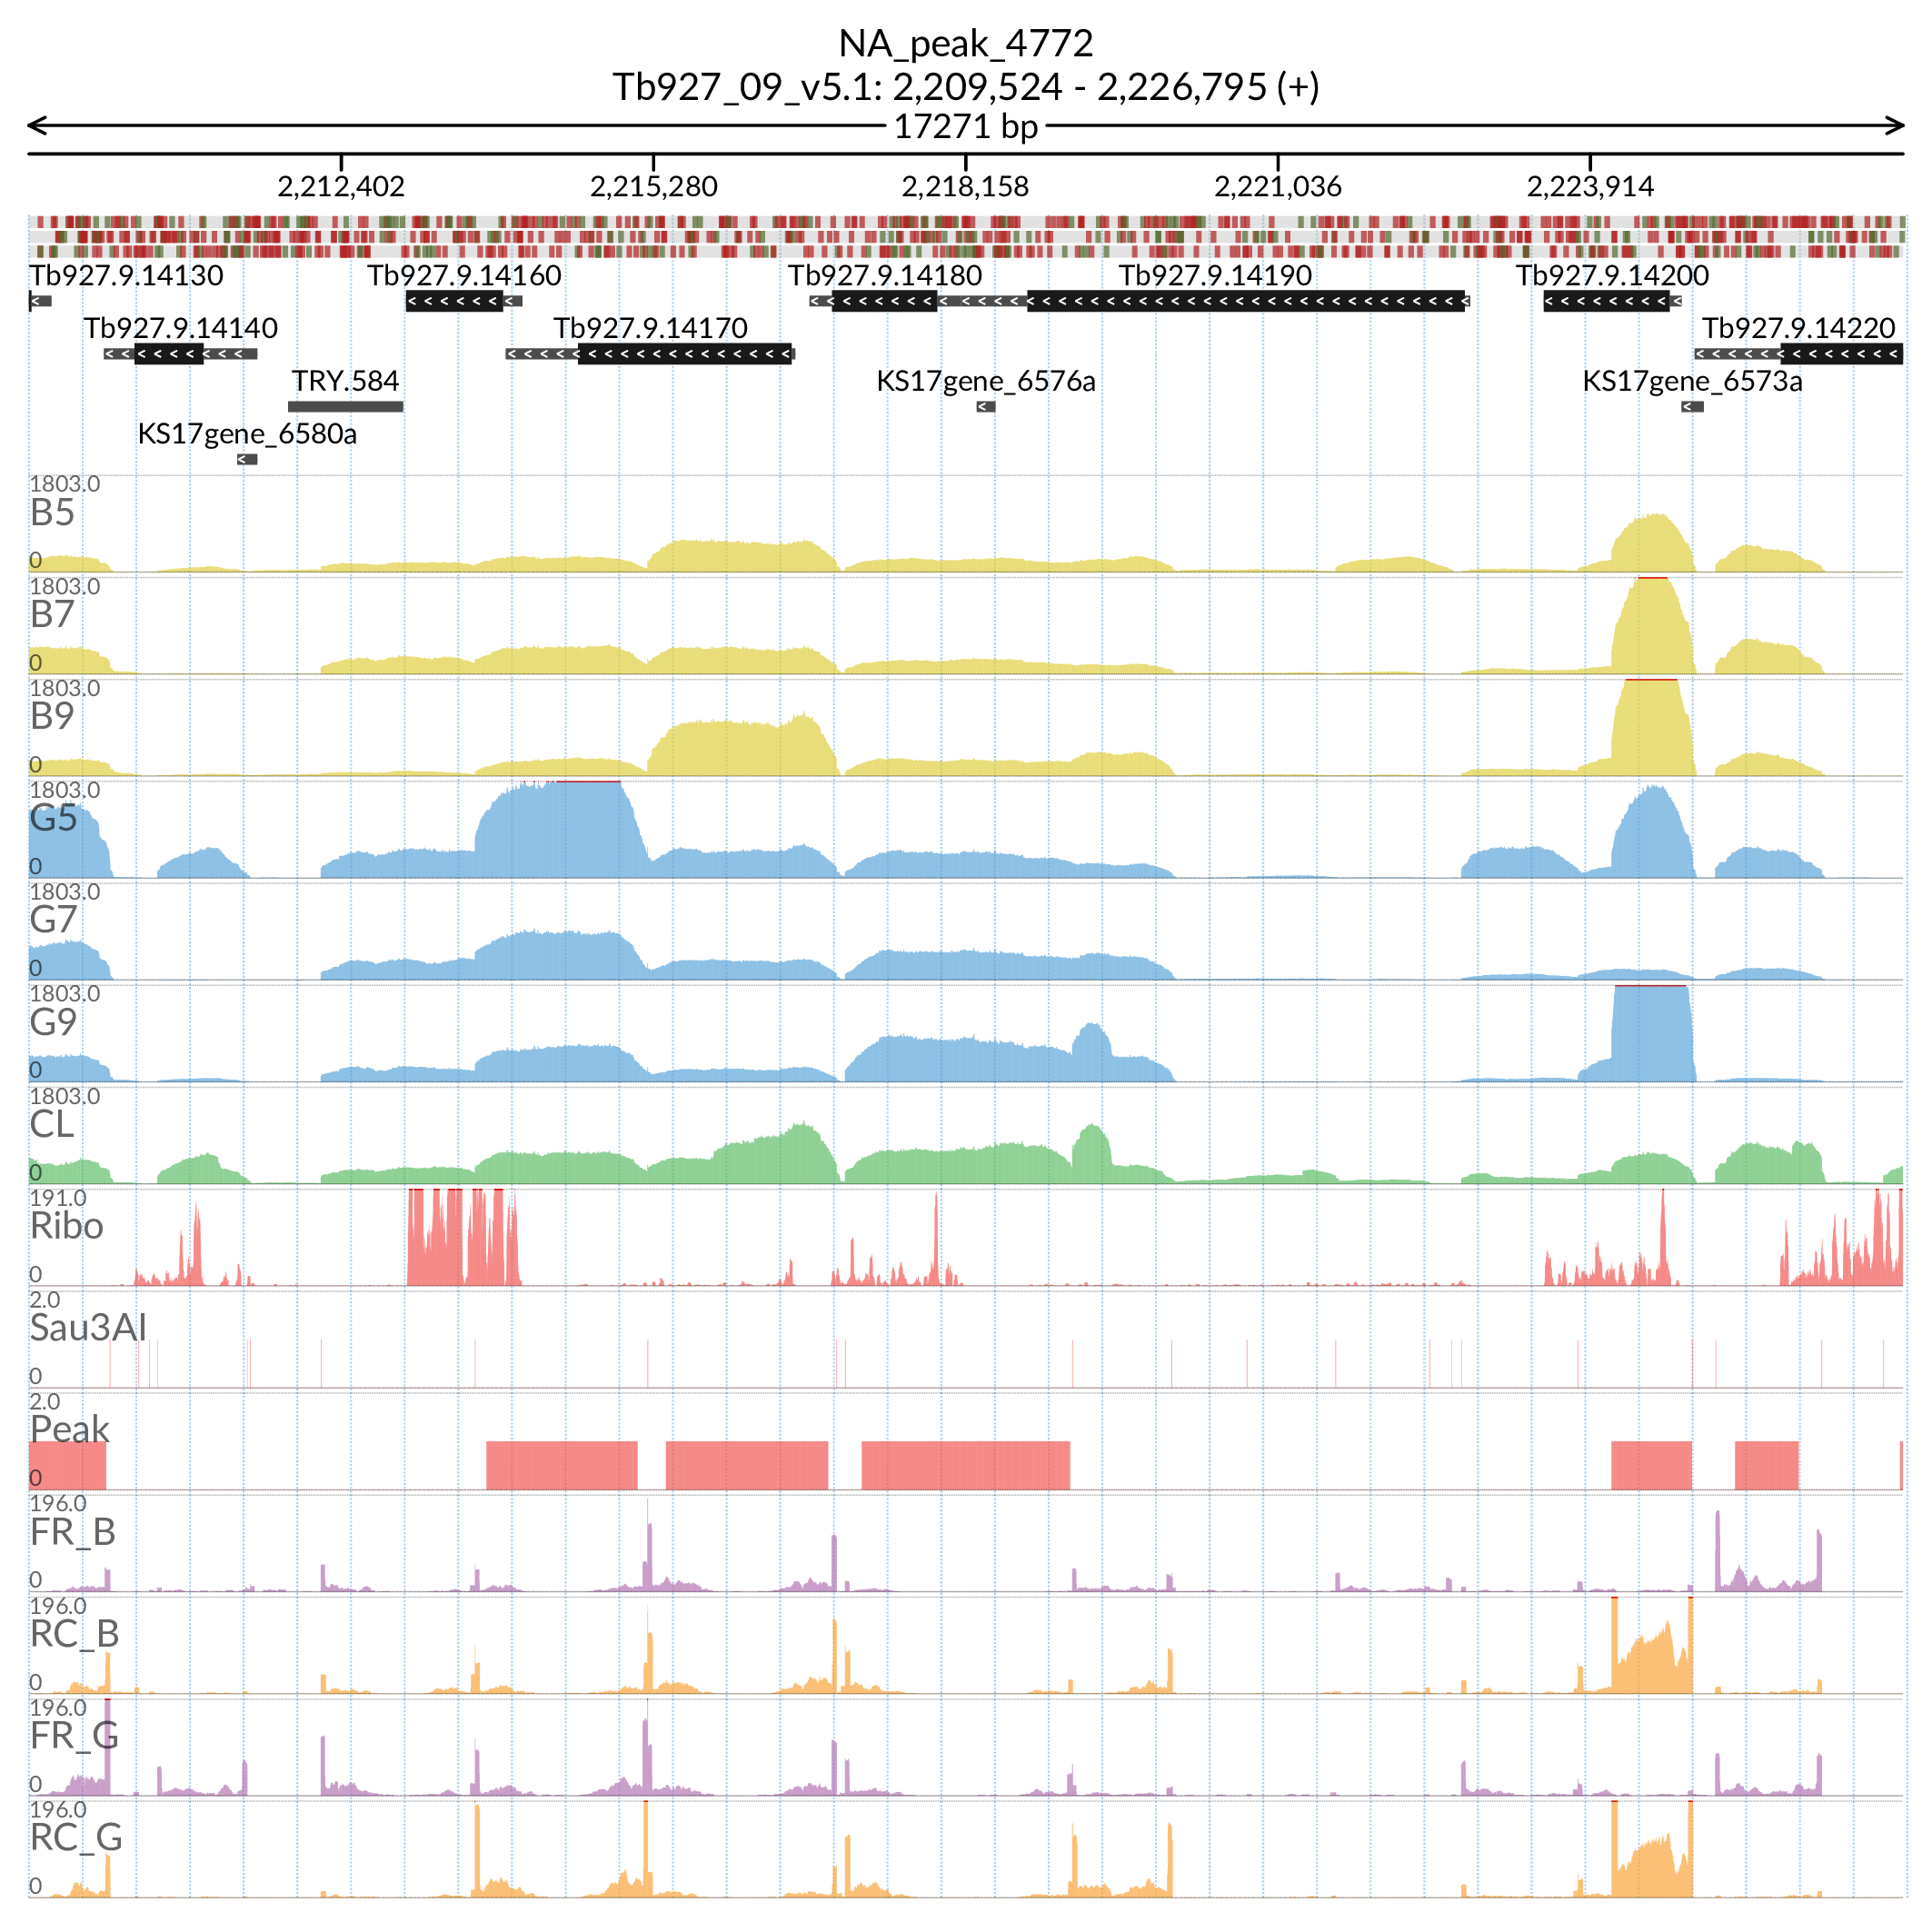 NA_peak_4772
Tb927_09_v5.1: 2,209,524 - 2,226,795 (+)
17271 bp
2,212,402 2,215,280 2,218,158 2,221,036 2,223,914
Tb927.9.14130 Tb927.9.14160 Tb927.9.14180 Tb927.9.14190 Tb927.9.14200
Tb927.9.14140 Tb927.9.14170 Tb927.9.14220
TRY.584 KS17gene_6576a KS17gene_6573a
KS17gene_6580a
1803.0
B5
0
1803.0
B7
0
1803.0
B9
0
1803.0
G5
0
1803.0
G7
0
1803.0
G9
0
1803.0
CL
0
191.0
Ribo
0
2.0
Sau3AI
0
2.0
Peak
0
196.0
FR_B
0
196.0
RC_B
0
196.0
FR_G
0
196.0
RC_G
0